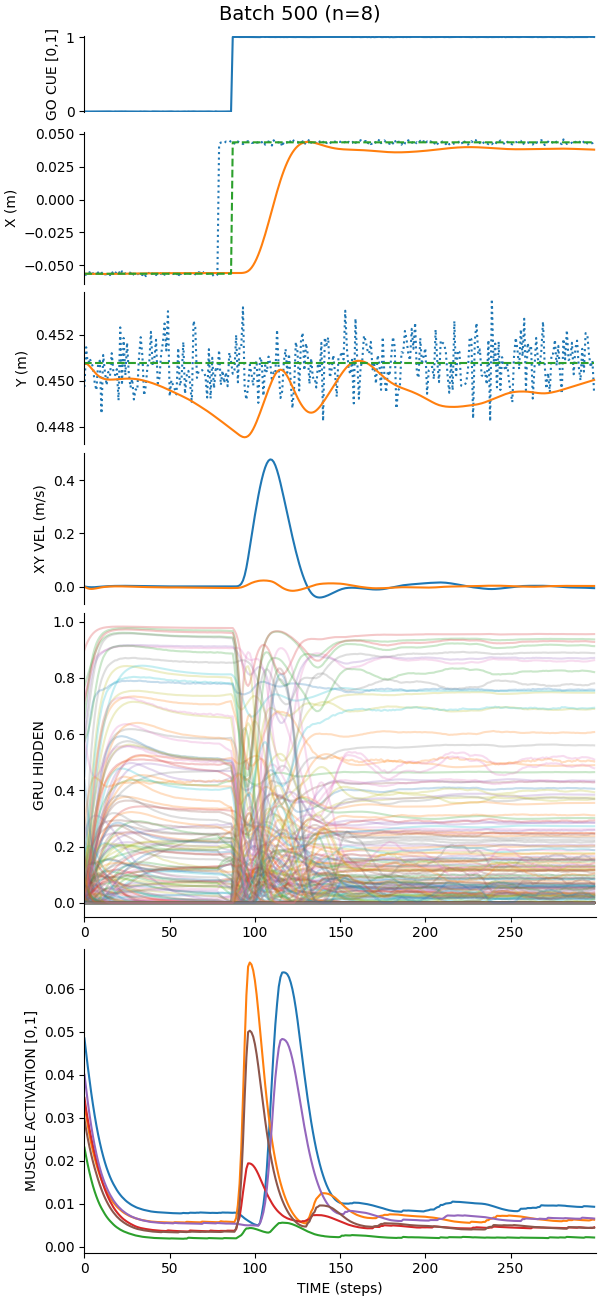 Batch 500 (n=8)
GO CUE [0,1]
1
0
X (m)
0.050
0.025
0.000
−0.025
−0.050
Y (m)
0.452
0.450
0.448
XY VEL (m/s)
0.4
0.2
0.0
GRU HIDDEN
1.0
0.8
0.6
0.4
0.2
0.0
0 50 100 150 200 250
MUSCLE ACTIVATION [0,1]
0.06
0.05
0.04
0.03
0.02
0.01
0.00
0 50 100 150 200 250
TIME (steps)